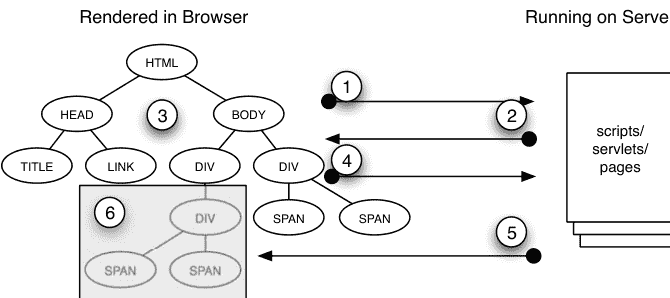 Rendered in Browser
Running on Serve
HTML
1
HEAD
3
BODY
2
scripts/
servlets/
pages
TITLE
LINK
DIV
DIV
4
6
DIV
SPAN
SPAN
5
SPAN
SPAN